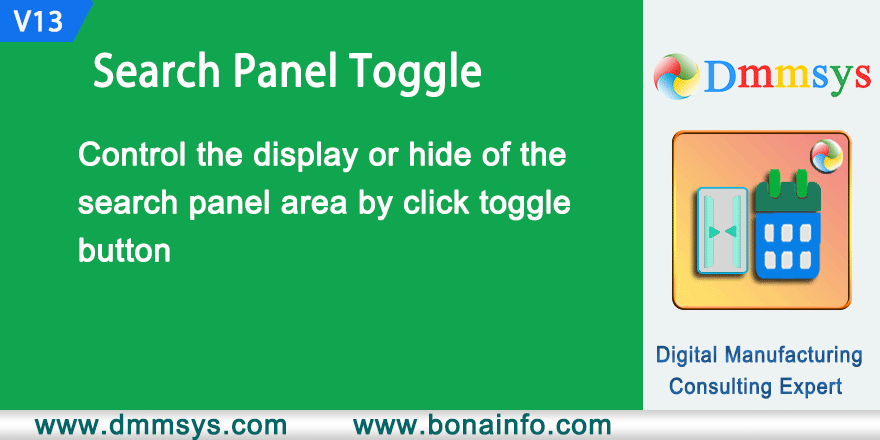 V13
Search Panel Toggle
Control the display or hide of the
search panel area by click toggle
button
Dmmsys
Digital Manufacturing
Consulting Expert
www.dmmsys.com
www.bonainfo.com